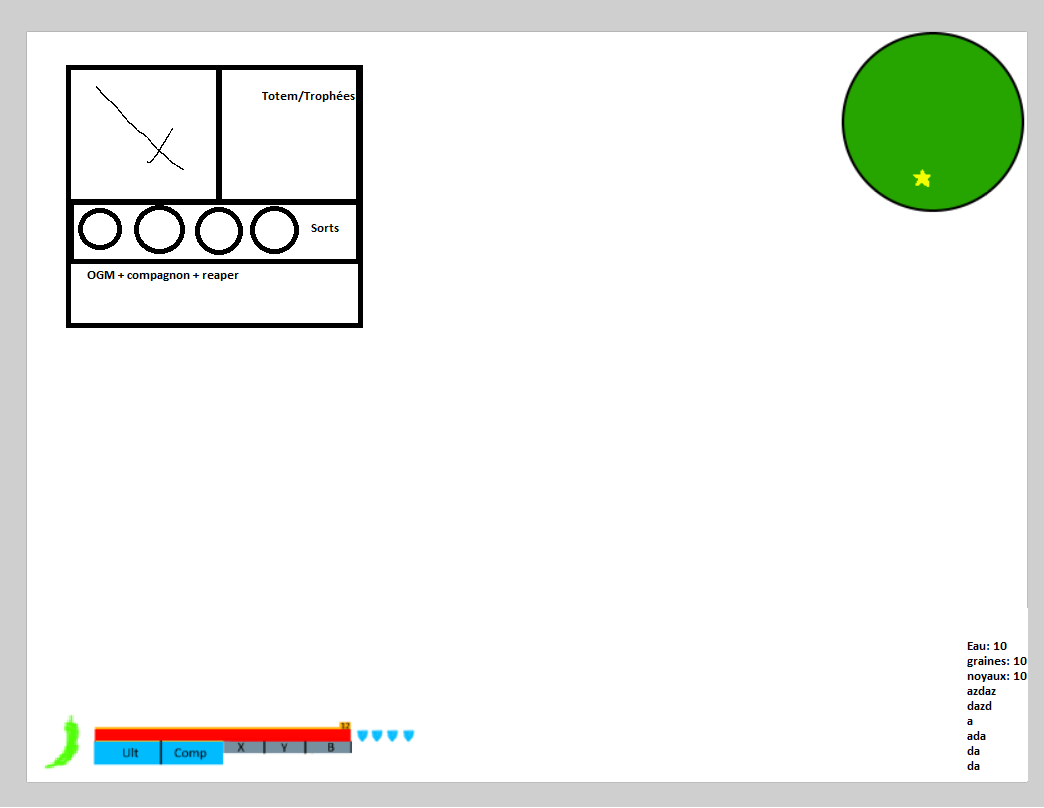 Totem/Trophées
Sorts
OGM + compagnon + reaper
Eau: 10
graines: 10
noyaux: 10
azdaz
dazd
a
ada
da
da
12
Ult Comp X Y B